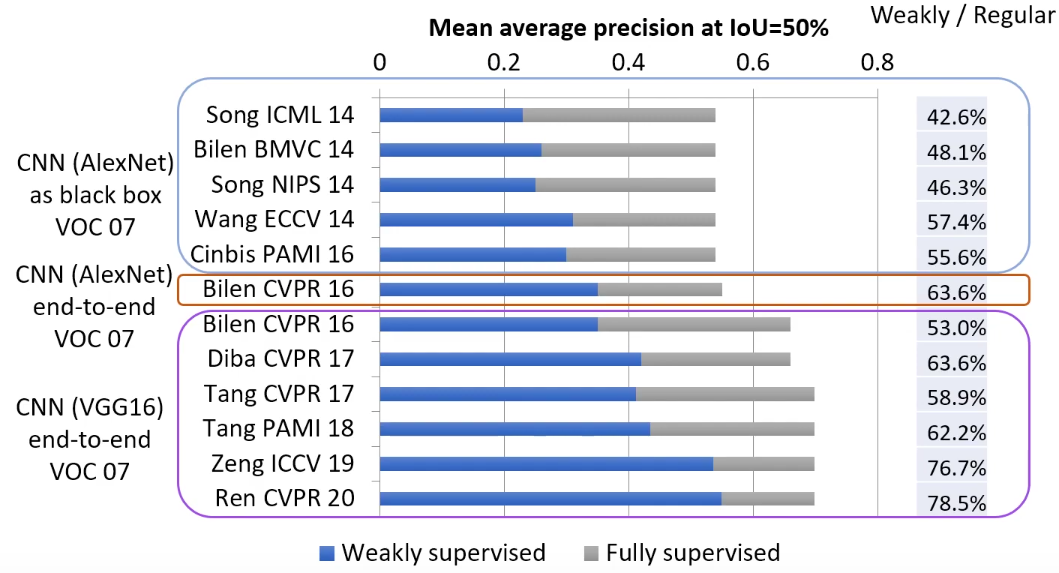 Weakly / Regular
Mean average precision at IoU=50%
0 0.2 0.4 0.6 0.8
CNN (AlexNet)
as black box
VOC 07
Song ICML 14 42.6%
Bilen BMVC 14 48.1%
Song NIPS 14 46.3%
Wang ECCV 14 57.4%
Cinbis PAMI 16 55.6%
CNN (AlexNet)
end-to-end
VOC 07
Bilen CVPR 16 63.6%
CNN (VGG16)
end-to-end
VOC 07
Bilen CVPR 16 53.0%
Diba CVPR 17 63.6%
Tang CVPR 17 58.9%
Tang PAMI 18 62.2%
Zeng ICCV 19 76.7%
Ren CVPR 20 78.5%
Weakly supervised Fully supervised